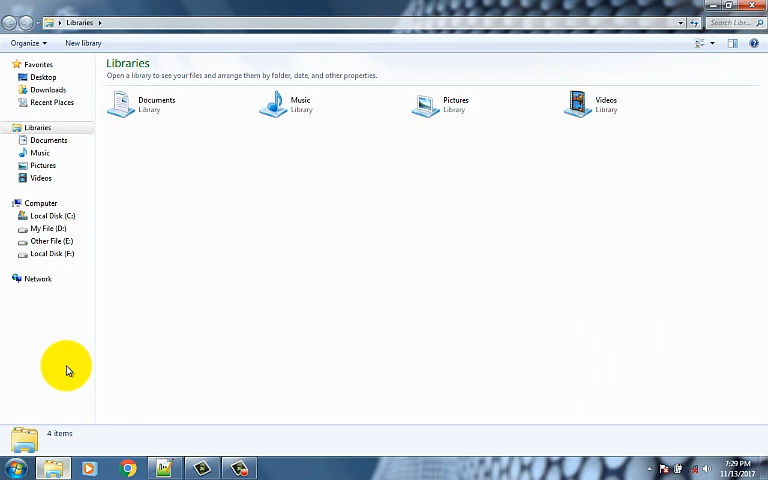 Libraries
Search Libr...
Organize
New library
Favorites
Desktop
Downloads
Recent Places
Libraries
Documents
Music
Pictures
Videos
Computer
Local Disk (C:)
My File (D:)
Other File (E:)
Local Disk (F:)
Network
Libraries
Open a library to see your files and arrange them by folder, date, and other properties.
Documents
Library
Music
Library
Pictures
Library
Videos
Library
4 items
7:29 PM
11/13/2017